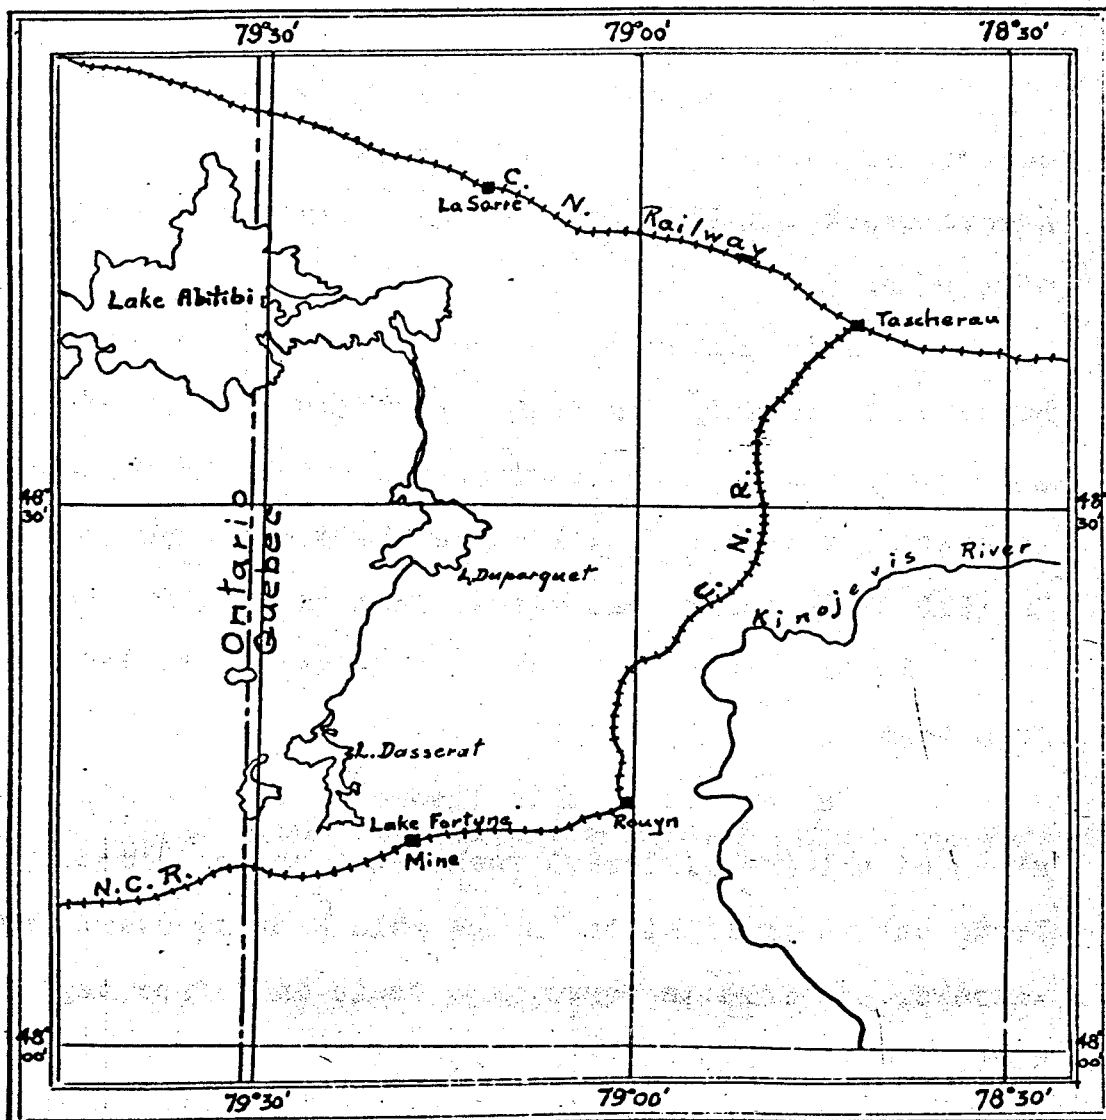 79°30'
79°00'
78°30'
C. N. Railway
La Sarre
Lake Abitibi
Tascherau
48°
30'
48°
30'
Ontario
Quebec
C. N. R.
L. Duparquet
Kinojevis River
L. Dasserat
Lake Fortune
Mine
Rouyn
N. C. R.
48°
00'
48°
00'
79°30'
79°00'
78°30'